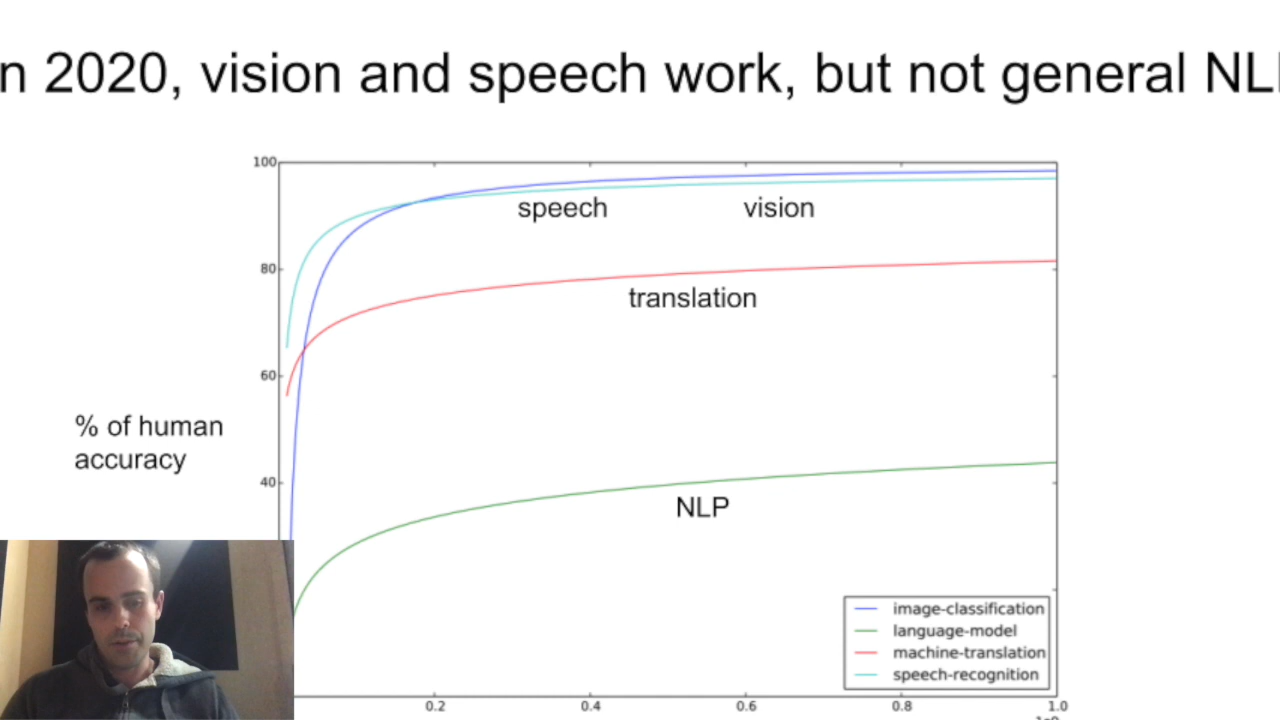 n 2020, vision and speech work, but not general NL
100
speech
vision
80
translation
60
% of human
accuracy
40
NLP
image-classification
language-model
machine-translation
speech-recognition
0.2
0.4
0.6
0.8
1.0